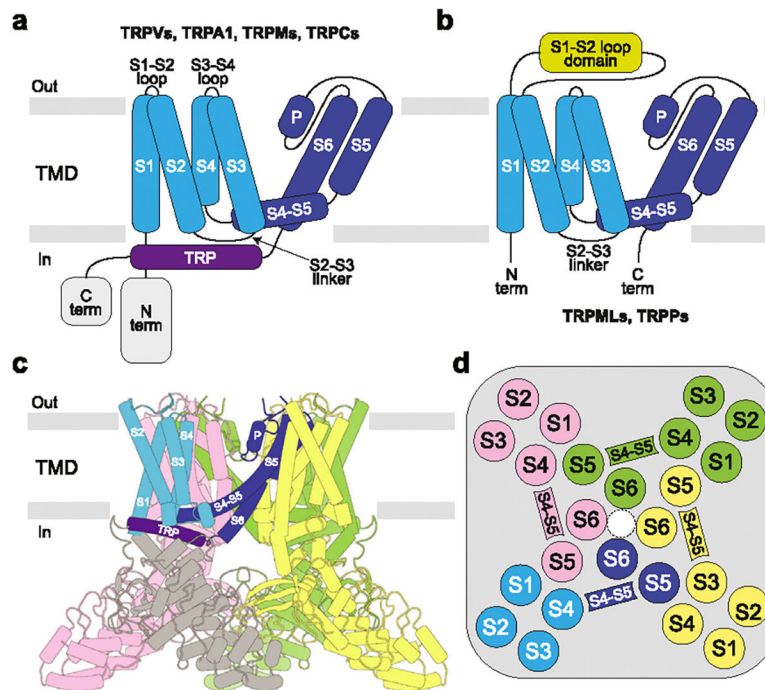 a
TRPVs, TRPA1, TRPMs, TRPCs
S1-S2
loop
S3-S4
loop
Out
TMD
In
S1
S2
S4
S3
P
S6
S5
S4-S5
TRP
S2-S3
linker
C
term
N
term
b
S1-S2 loop
domain
S1
S2
S4
S3
P
S6
S5
S4-S5
S2-S3
linker
N
term
C
term
TRPMLs, TRPPs
c
Out
TMD
In
S2
S4
S3
S1
P
S5
S4-S5
S6
TRP
d
S2
S1
S3
S4
S5
S4-S5
S6
S4
S3
S2
S1
S5
S4-S5
S6
S6
S4-S5
S5
S6
S1
S4
S2
S3
S4-S5
S5
S3
S4
S2
S1